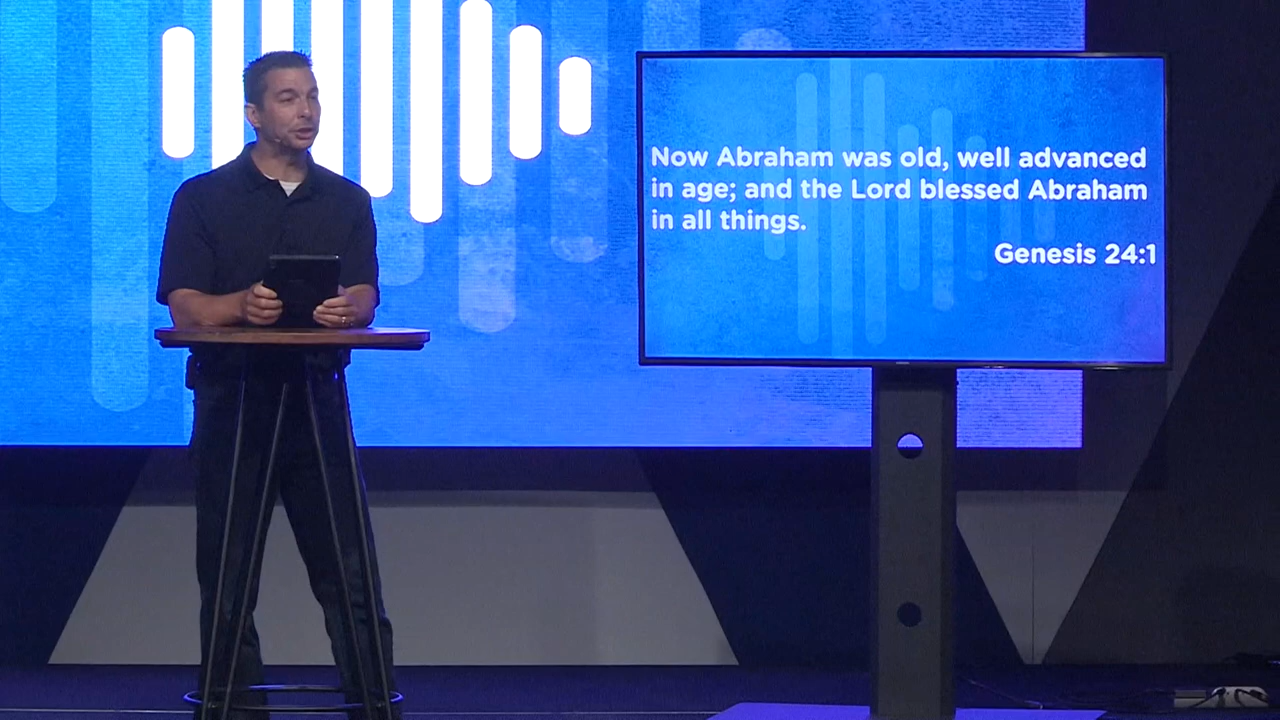 Now Abraham was old, well advanced
in age; and the Lord blessed Abraham
in all things.
Genesis 24:1